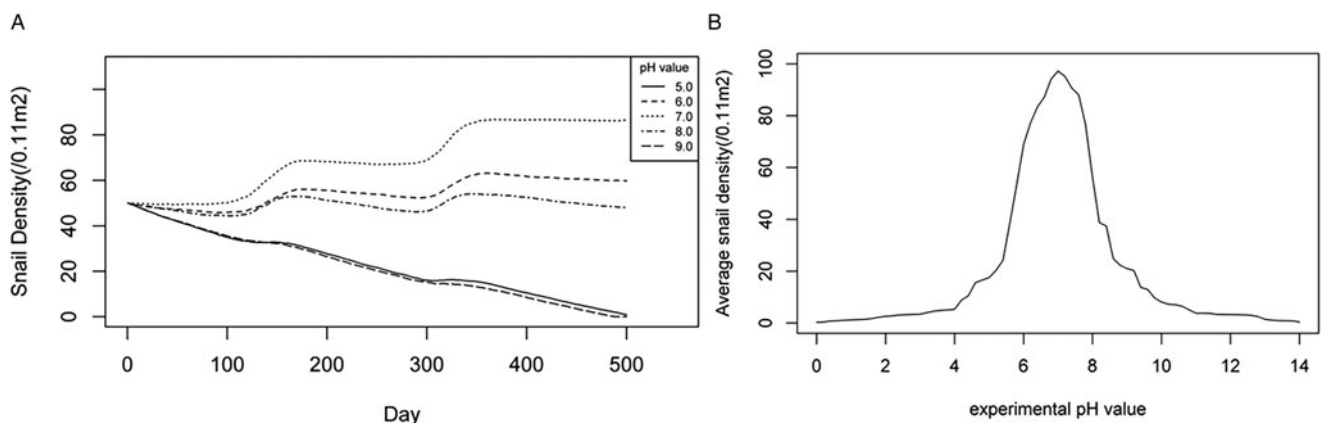 A
Snail Density(/0.11m2)
80
60
40
20
0
0 100 200 300 400 500
Day
pH value
5.0
6.0
7.0
8.0
9.0
B
Average snail density(/0.11m2)
100
80
60
40
20
0
0 2 4 6 8 10 12 14
experimental pH value